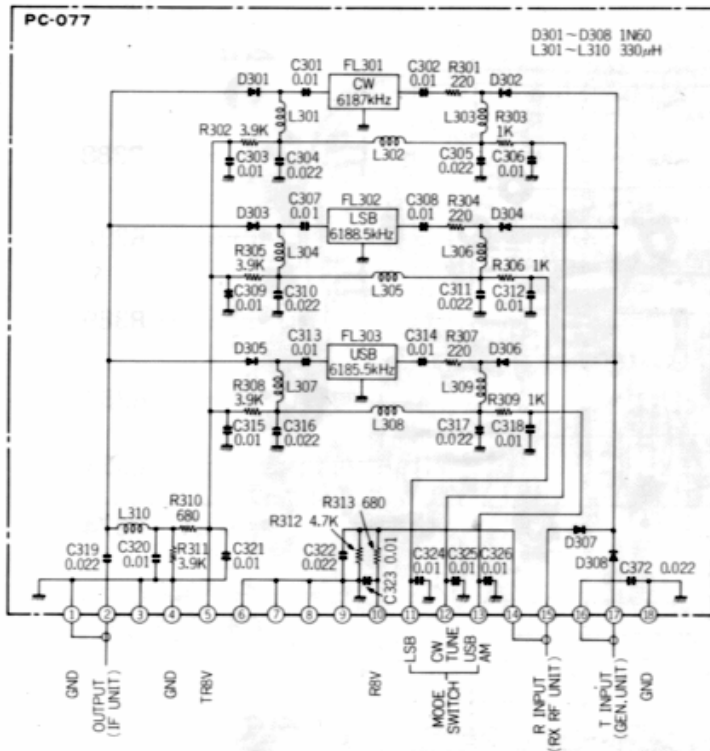 PC-077
D301~D308 1N60
L301~L310 330μH
C301 0.01
FL301
CW
6187kHz
C302 0.01
R301 220
D301
D302
L301
L303
R303 1K
R302 3.9K
L302
C303 0.01
C304 0.022
C305 0.022
C306 0.01
C307 0.01
FL302
LSB
6188.5kHz
C308 0.01
R304 220
D303
D304
L304
L306
R305 3.9K
R306 1K
L305
C309 0.01
C310 0.022
C311 0.022
C312 0.01
C313 0.01
FL303
USB
6185.5kHz
C314 0.01
R307 220
D305
D306
L307
L309
R308 3.9K
R309 1K
L308
C315 0.01
C316 0.022
C317 0.022
C318 0.01
L310
R310 680
R313 680
R312 4.7K
C319 0.022
C320 0.01
R311 3.9K
C321 0.01
C322 0.01
C323 0.01
C324 0.01
C325 0.01
C326 0.01
D307
D308
C372 0.022
1 2 3 4 5 6 7 8 9 10 11 12 13 14 15 16 17 18
GND
OUTPUT (IF UNIT)
GND
TR8V
R8V
LSB
CW TUNE
USB AM
MODE SWITCH
R INPUT (RX RF UNIT)
T INPUT (GEN. UNIT)
GND